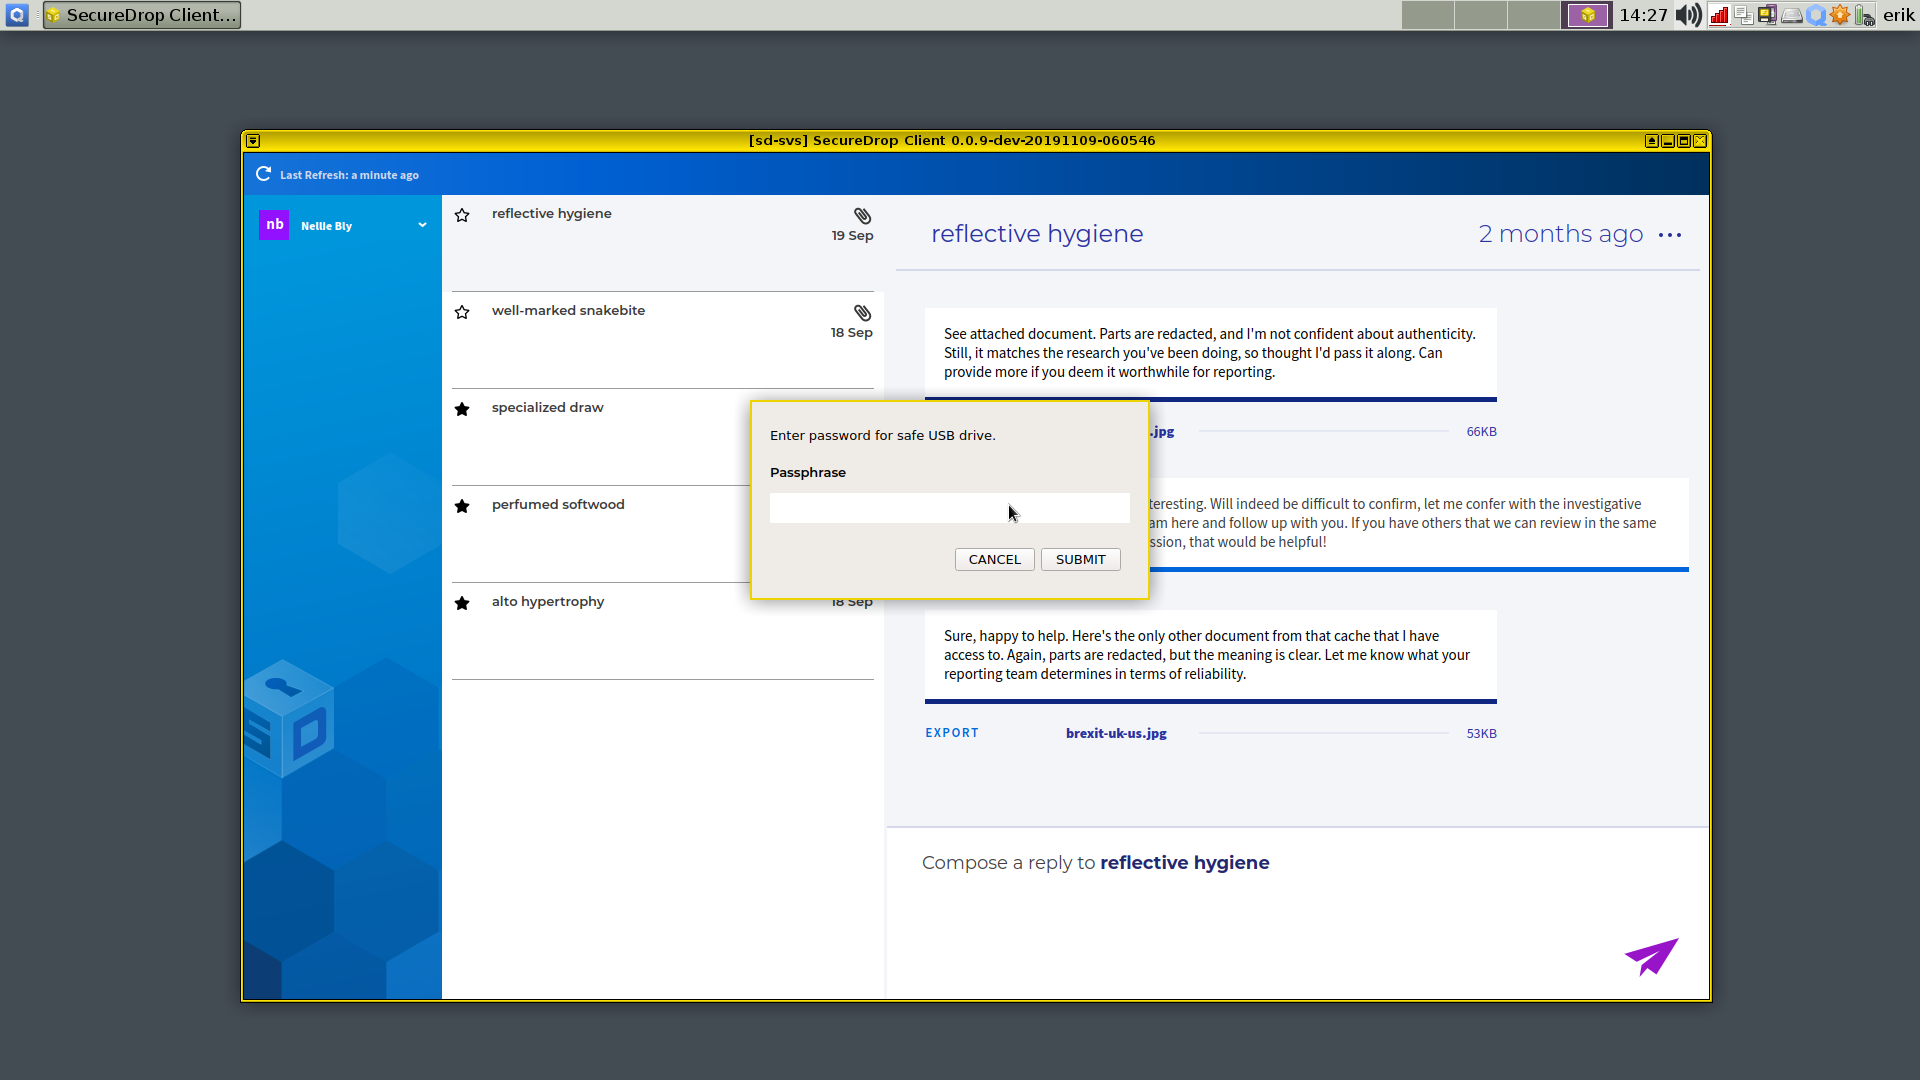 SecureDrop Client...
14:27
erik
[sd-svs] SecureDrop Client 0.0.9-dev-20191109-060546
Last Refresh: a minute ago
nb
Nellie Bly
reflective hygiene
19 Sep
well-marked snakebite
18 Sep
specialized draw
perfumed softwood
alto hypertrophy
18 Sep
reflective hygiene
2 months ago
See attached document. Parts are redacted, and I'm not confident about authenticity.
Still, it matches the research you've been doing, so thought I'd pass it along. Can
provide more if you deem it worthwhile for reporting.
.jpg
66KB
Enter password for safe USB drive.
Passphrase
CANCEL
SUBMIT
teresting. Will indeed be difficult to confirm, let me confer with the investigative
am here and follow up with you. If you have others that we can review in the same
ssion, that would be helpful!
Sure, happy to help. Here's the only other document from that cache that I have
access to. Again, parts are redacted, but the meaning is clear. Let me know what your
reporting team determines in terms of reliability.
EXPORT
brexit-uk-us.jpg
53KB
Compose a reply to reflective hygiene
SD